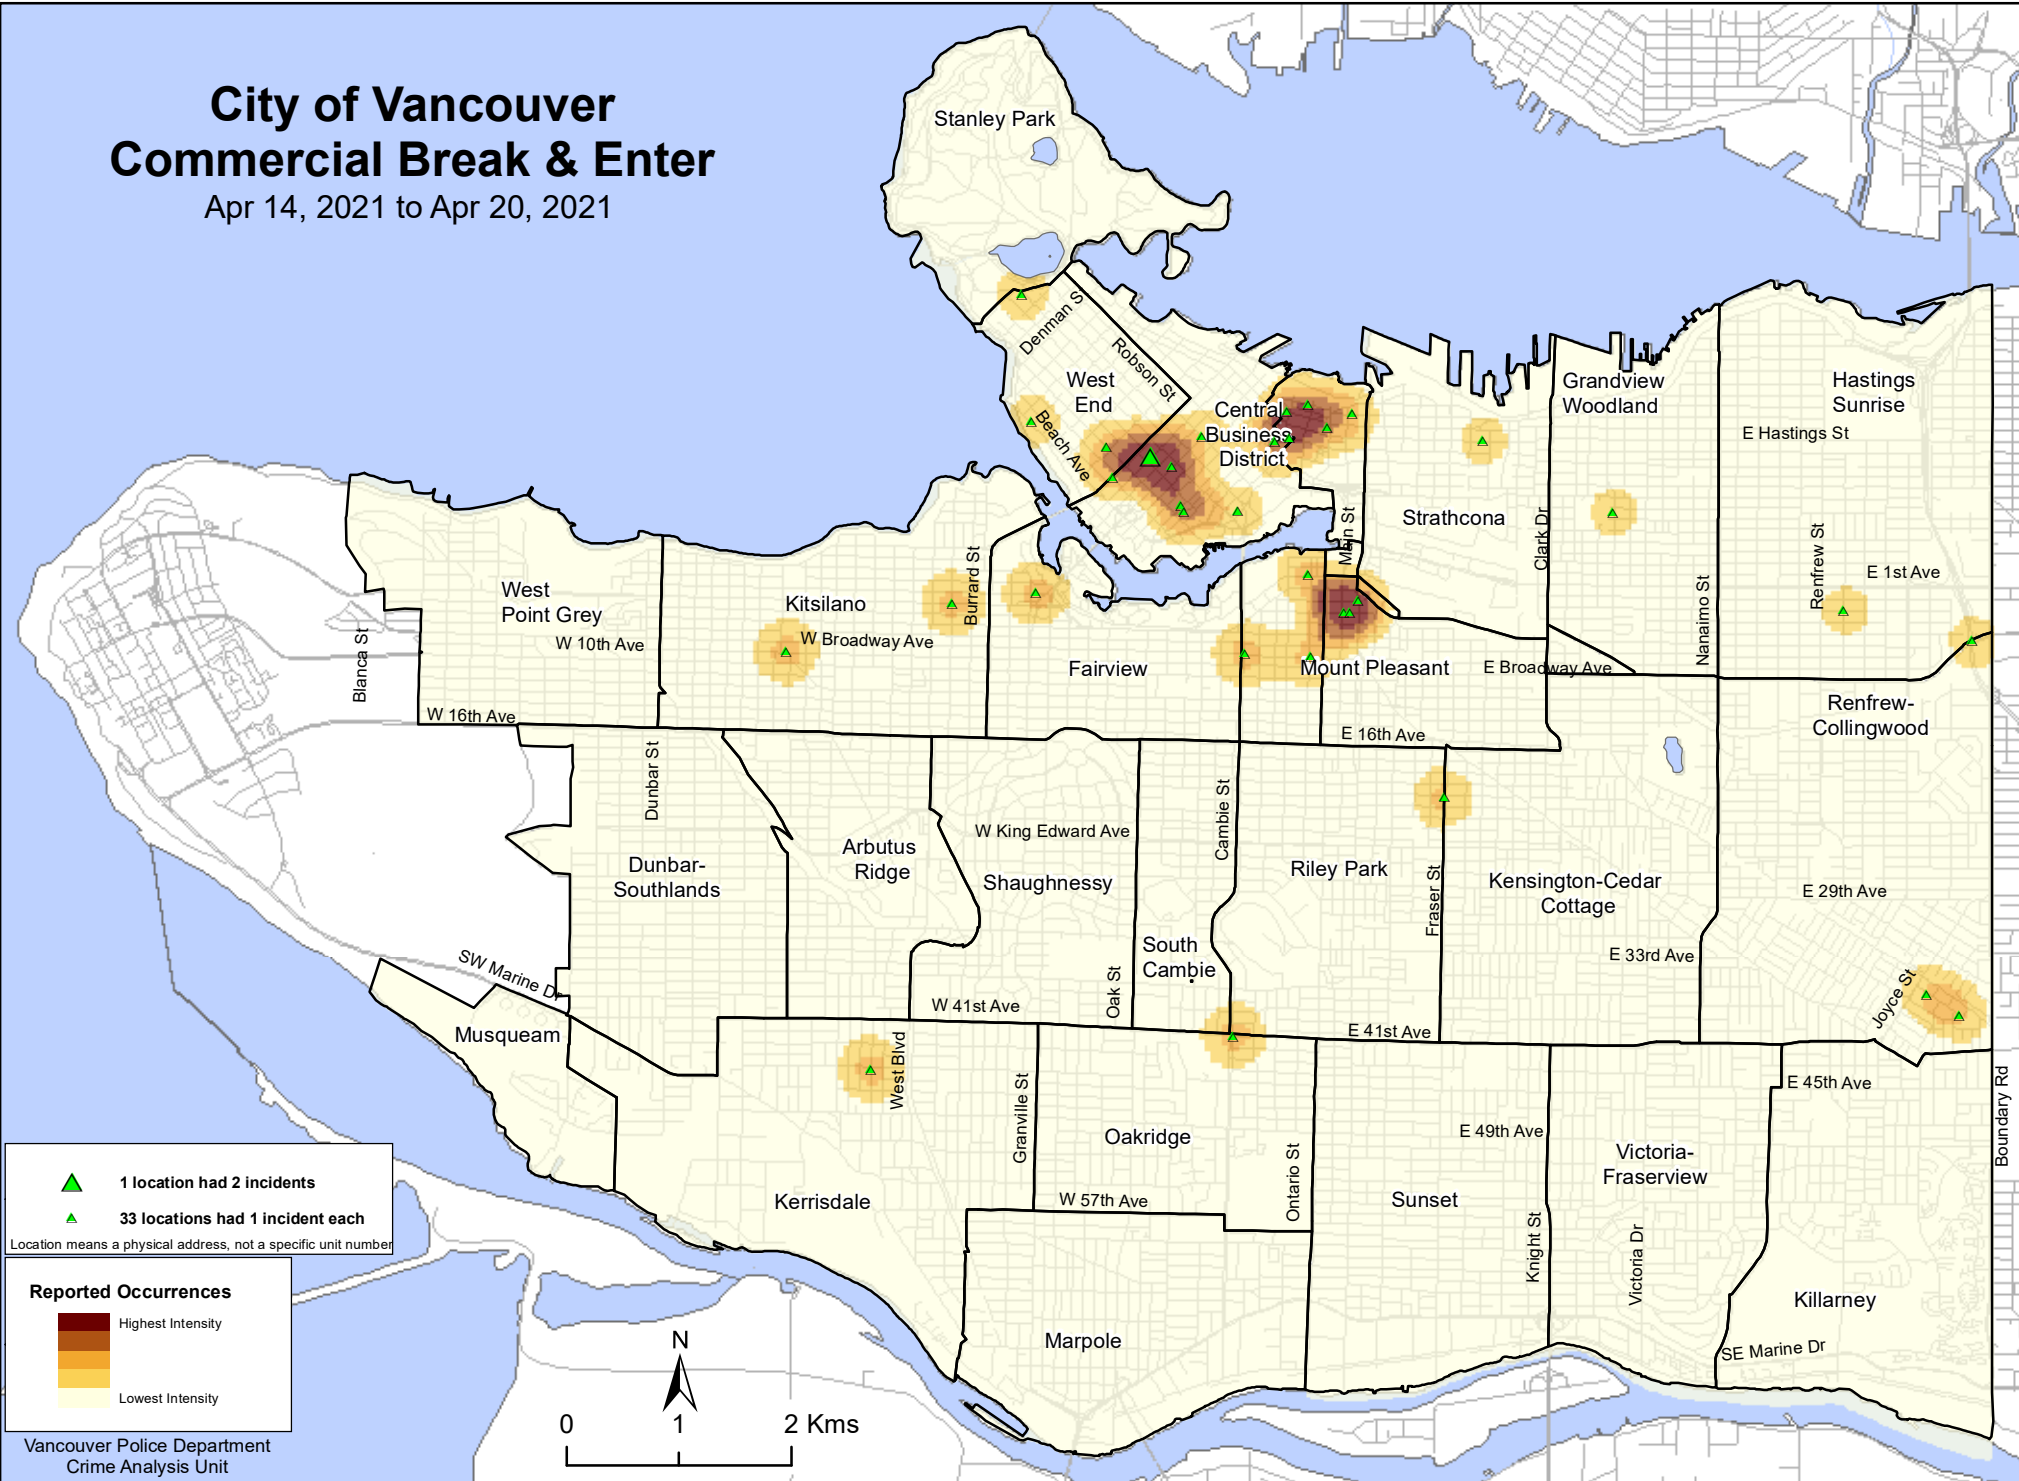 City of Vancouver
Commercial Break & Enter
Apr 14, 2021 to Apr 20, 2021
Stanley Park
Denman S
Robson St
West
End
Beach Ave
Central
Business
District
Grandview
Woodland
Hastings
Sunrise
E Hastings St
Main St
Strathcona
Clark Dr
Nanaimo St
Renfrew St
E 1st Ave
West
Point Grey
W 10th Ave
Blanca St
Kitsilano
W Broadway Ave
Burrard St
Fairview
Mount Pleasant
E Broadway Ave
W 16th Ave
E 16th Ave
Renfrew-
Collingwood
Dunbar St
Dunbar-
Southlands
Arbutus
Ridge
W King Edward Ave
Shaughnessy
Cambie St
Riley Park
Fraser St
Kensington-Cedar
Cottage
E 29th Ave
E 33rd Ave
South
Cambie
Oak St
W 41st Ave
E 41st Ave
Joyce St
SW Marine Dr
Musqueam
West Blvd
Granville St
Oakridge
Ontario St
E 49th Ave
E 45th Ave
Boundary Rd
Victoria-
Fraserview
Kerrisdale
W 57th Ave
Sunset
Knight St
Victoria Dr
Killarney
SE Marine Dr
Marpole
1 location had 2 incidents
33 locations had 1 incident each
Location means a physical address, not a specific unit number
Reported Occurrences
Highest Intensity
Lowest Intensity
Vancouver Police Department
Crime Analysis Unit
N
0 1 2 Kms